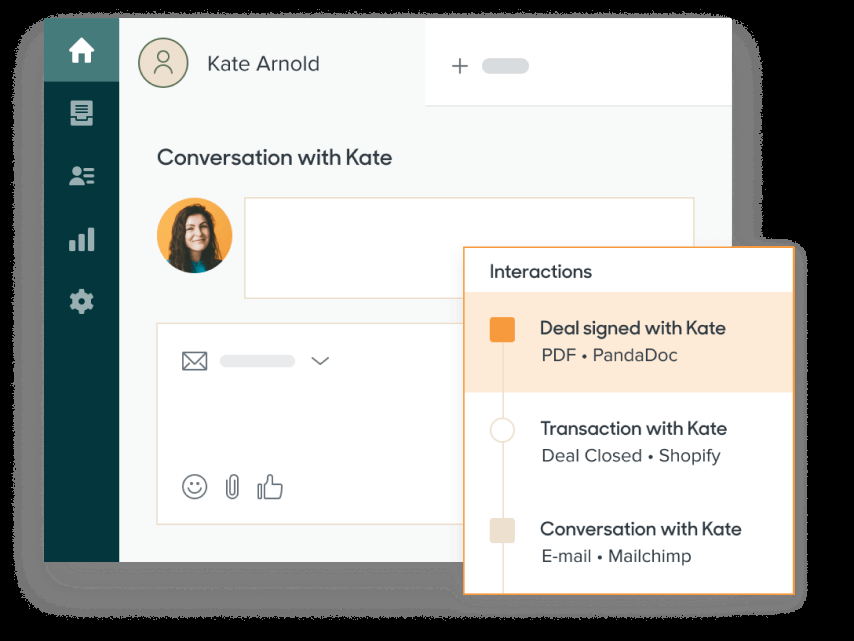 Kate Arnold
Conversation with Kate
Interactions
Deal signed with Kate
PDF • PandaDoc
Transaction with Kate
Deal Closed • Shopify
Conversation with Kate
E-mail • Mailchimp